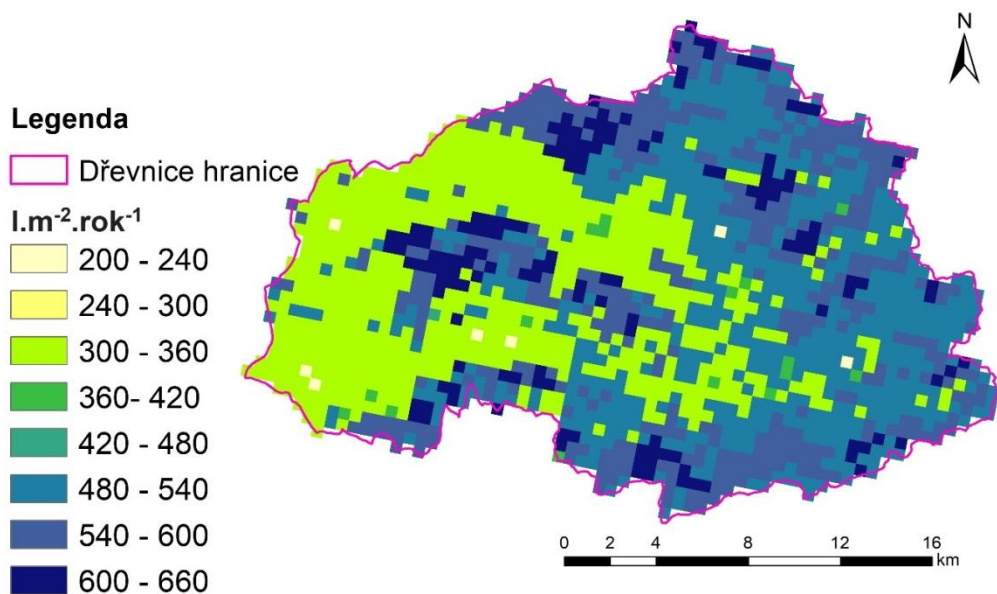 N
Legenda
Dřevnice hranice
l.m⁻².rok⁻¹
200 - 240
240 - 300
300 - 360
360- 420
420 - 480
480 - 540
540 - 600
600 - 660
0 2 4 8 12 16
km